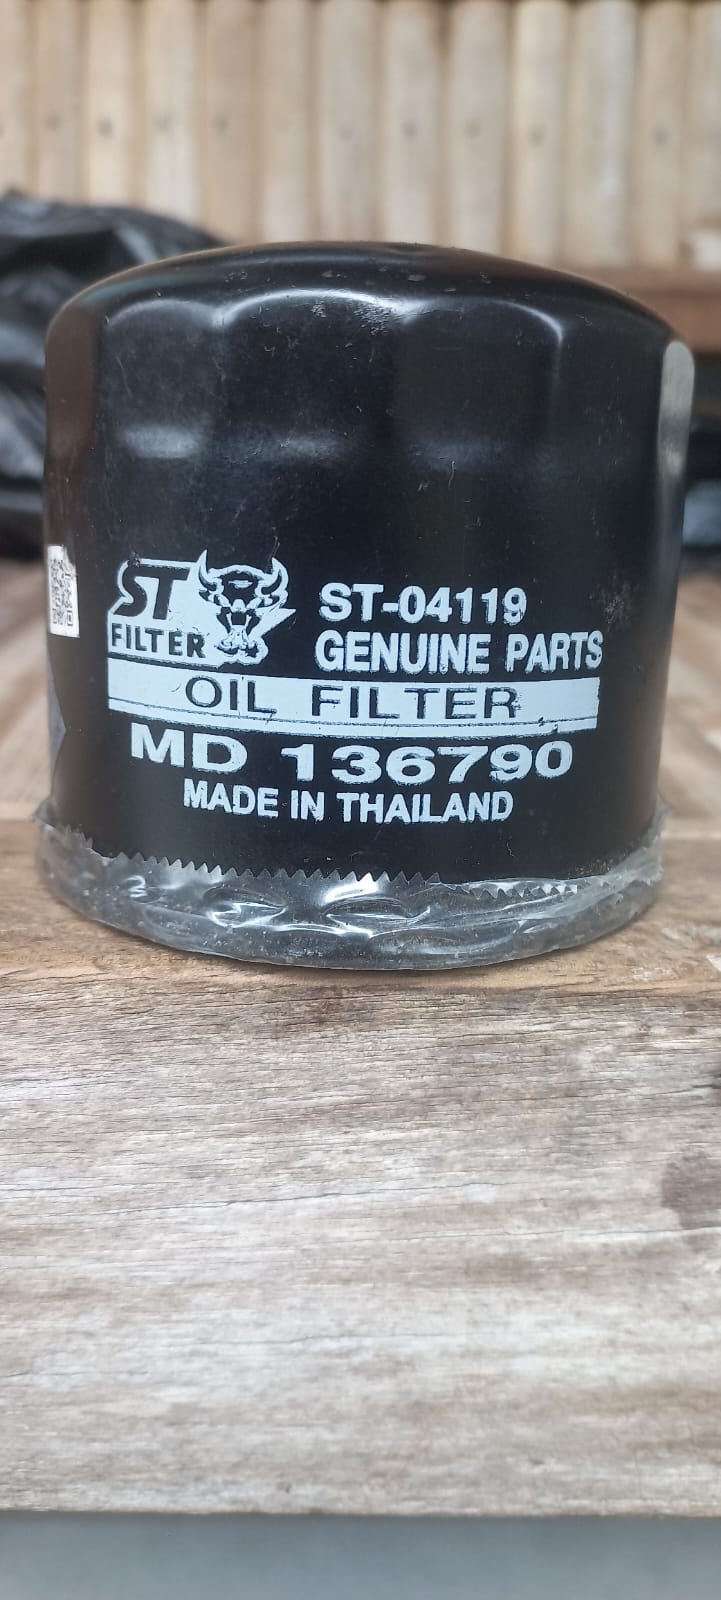 ST
FILTER
ST-04119
GENUINE PARTS
OIL FILTER
MD 136790
MADE IN THAILAND